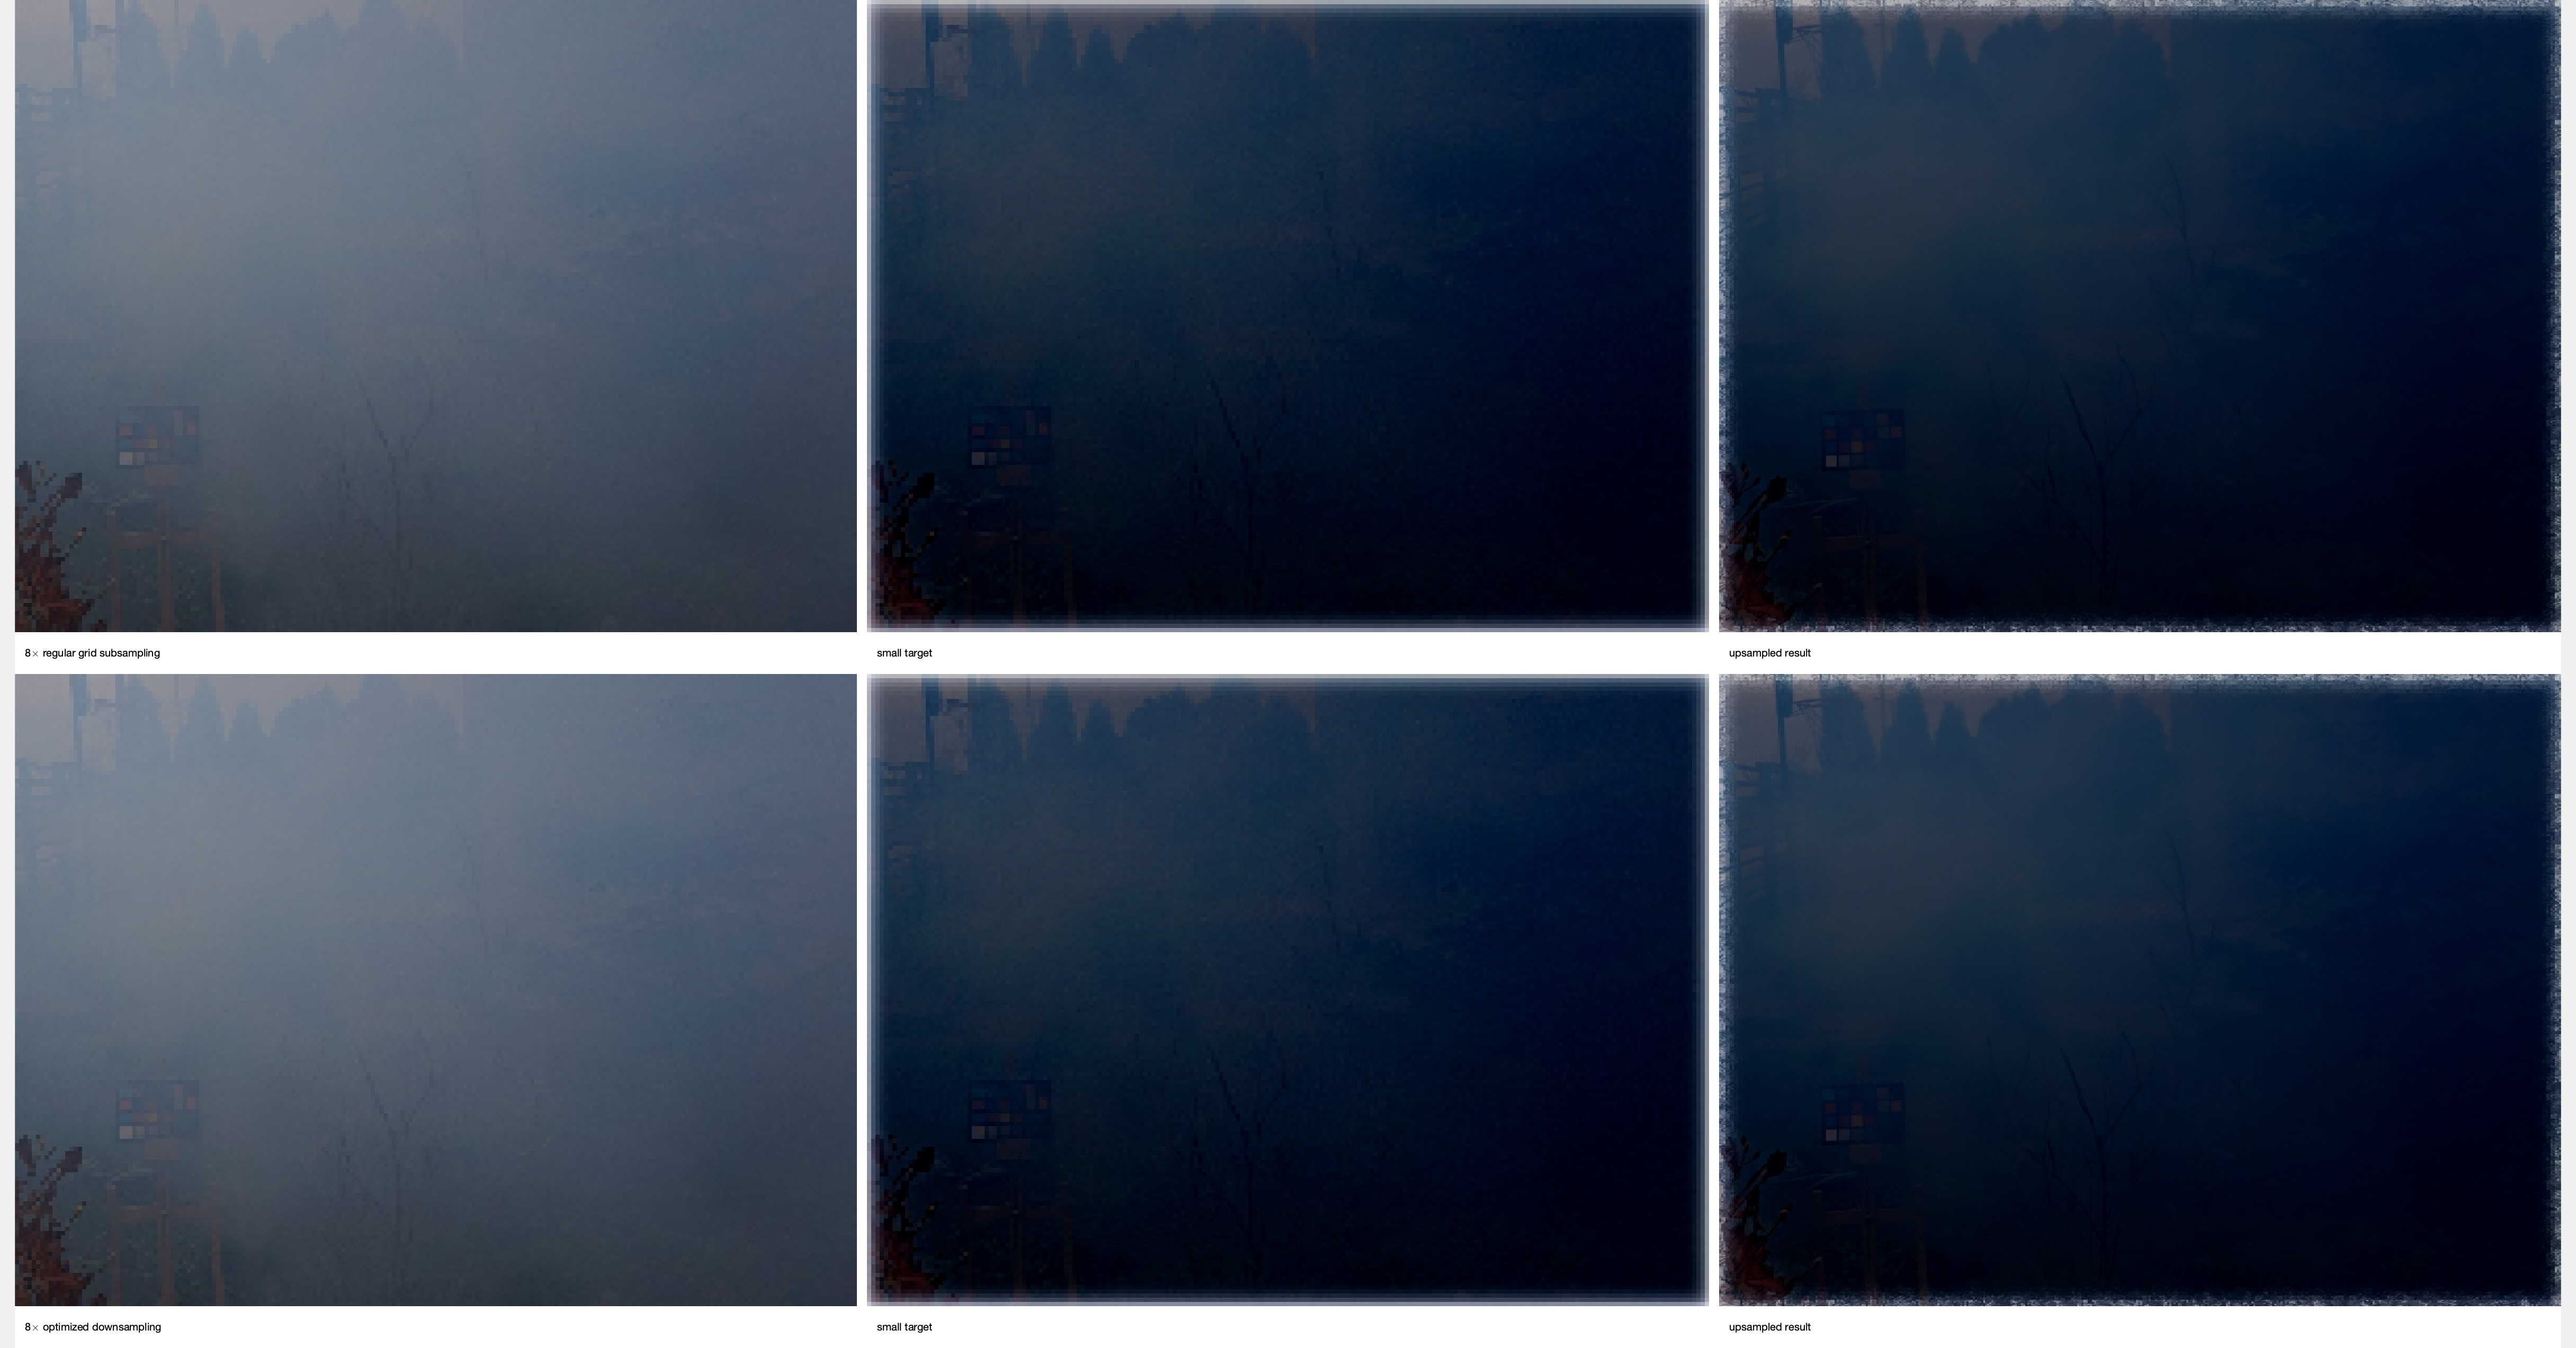 8× regular grid subsampling
small target
upsampled result
8× optimized downsampling
small target
upsampled result